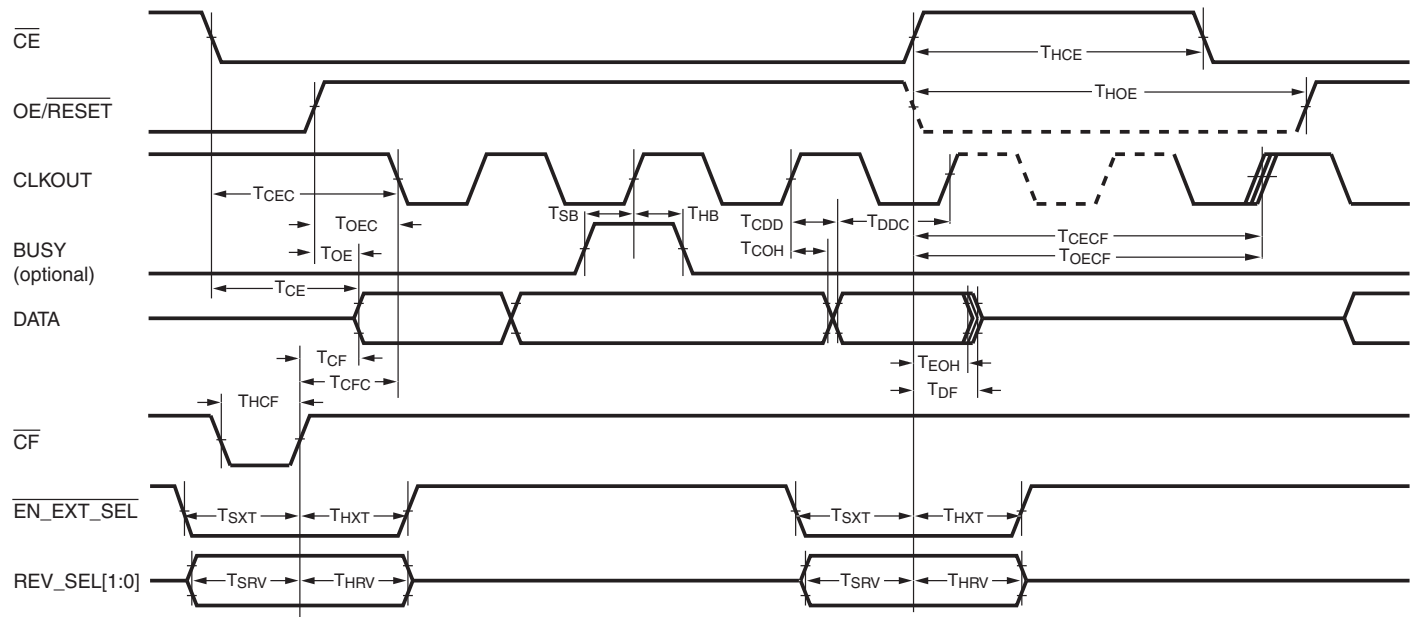 CE
THCE
OE/RESET
THOE
CLKOUT
TCEC
TOEC
TSB
THB
TCDD
TDDC
TCOH
TCECF
TOECF
BUSY
(optional)
TOE
TCE
DATA
TCF
TCFC
TEOH
TDF
THCF
CF
EN_EXT_SEL
TSXT
THXT
TSXT
THXT
REV_SEL[1:0]
TSRV
THRV
TSRV
THRV